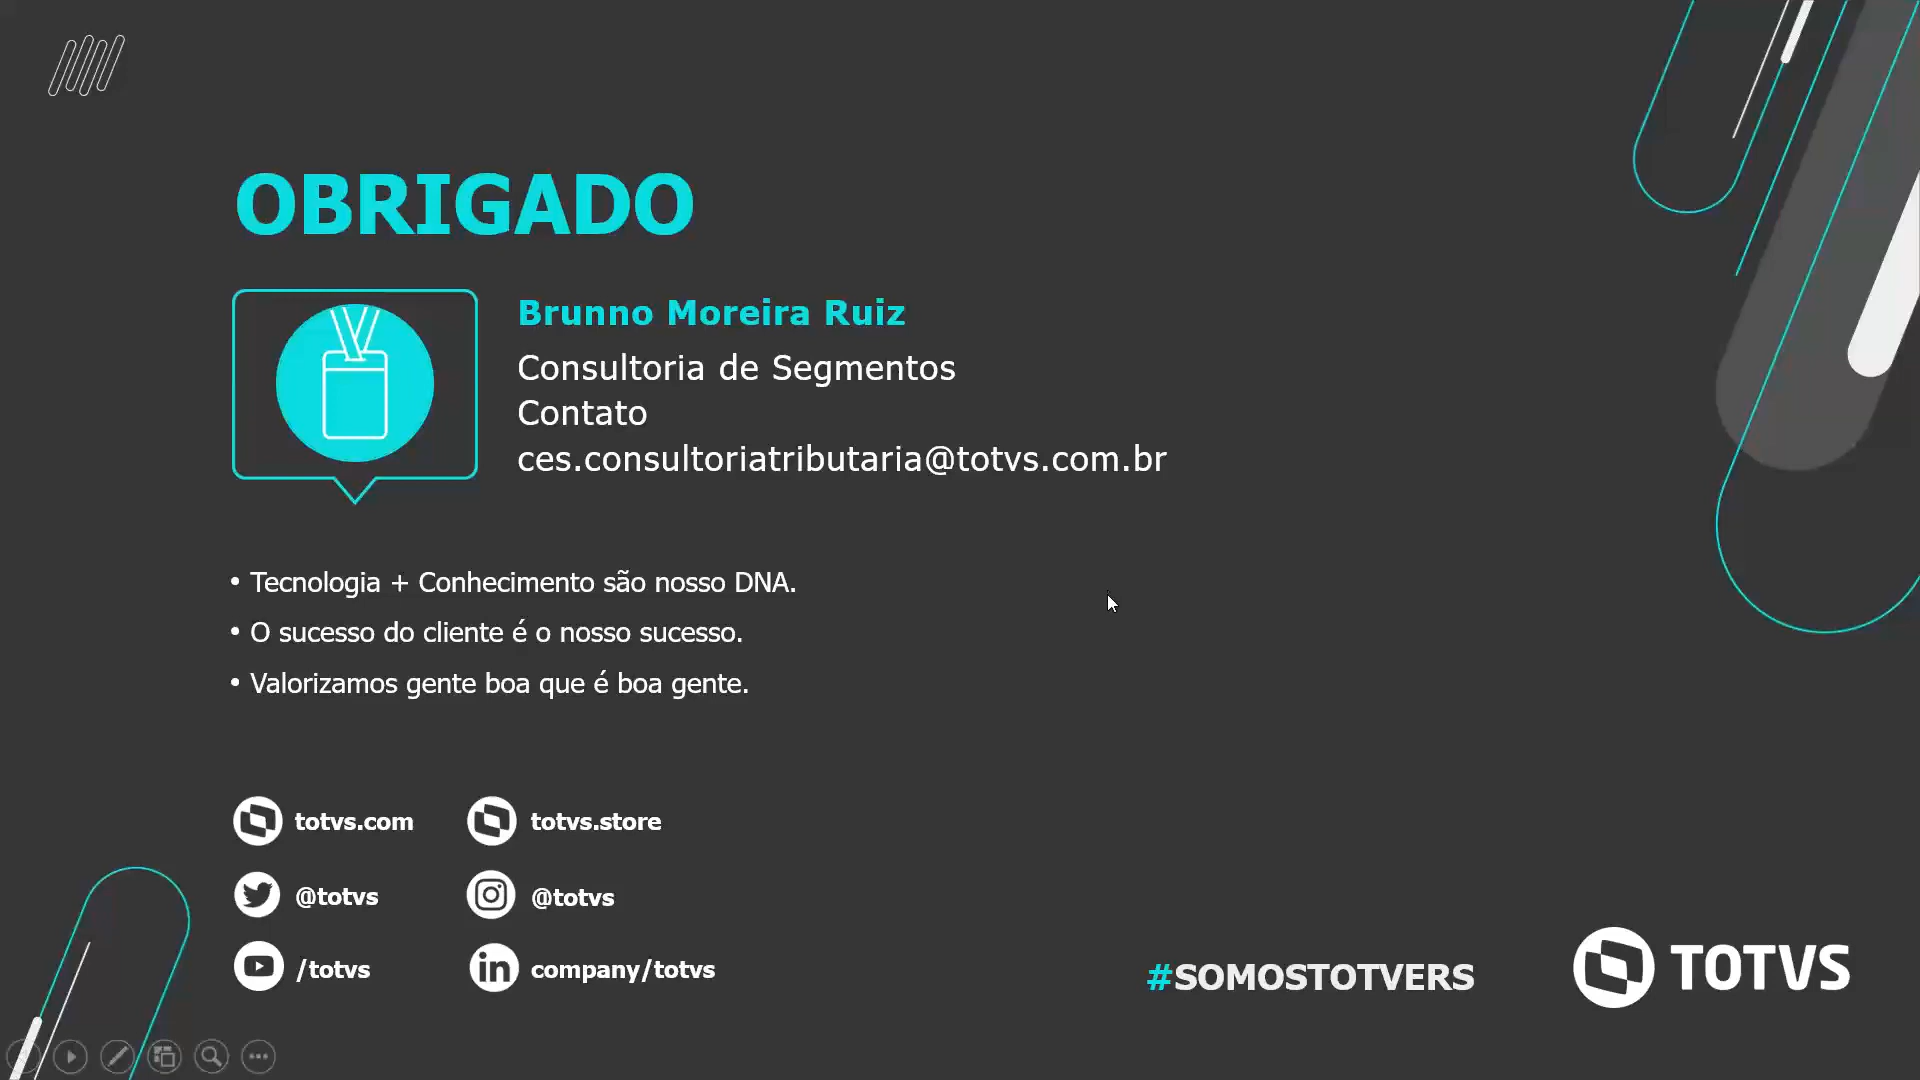 OBRIGADO
Brunno Moreira Ruiz
Consultoria de Segmentos
Contato
ces.consultoriatributaria@totvs.com.br
• Tecnologia + Conhecimento são nosso DNA.
• O sucesso do cliente é o nosso sucesso.
• Valorizamos gente boa que é boa gente.
totvs.com
totvs.store
@totvs
@totvs
/totvs
in company/totvs
#SOMOSTOTVERS
TOTVS